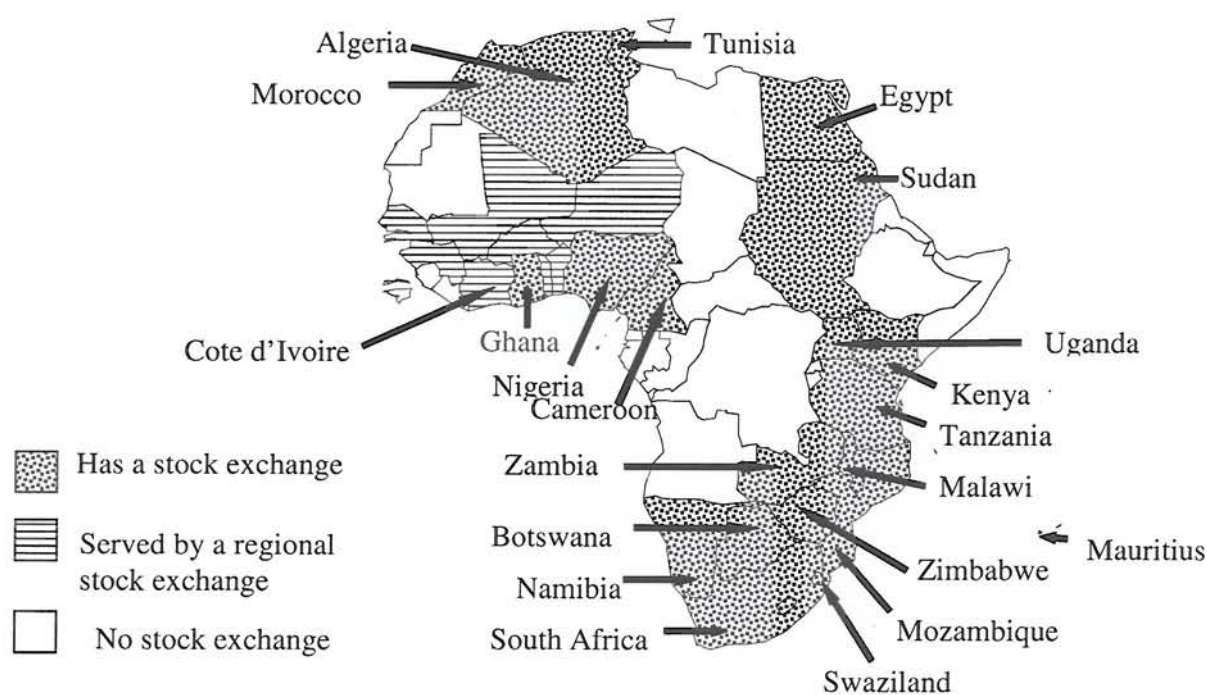 Algeria
Tunisia
Morocco
Egypt
Sudan
Cote d'Ivoire
Ghana
Nigeria
Cameroon
Uganda
Kenya
Tanzania
Zambia
Malawi
Botswana
Mauritius
Zimbabwe
Namibia
Mozambique
South Africa
Swaziland
Has a stock exchange
Served by a regional
stock exchange
No stock exchange